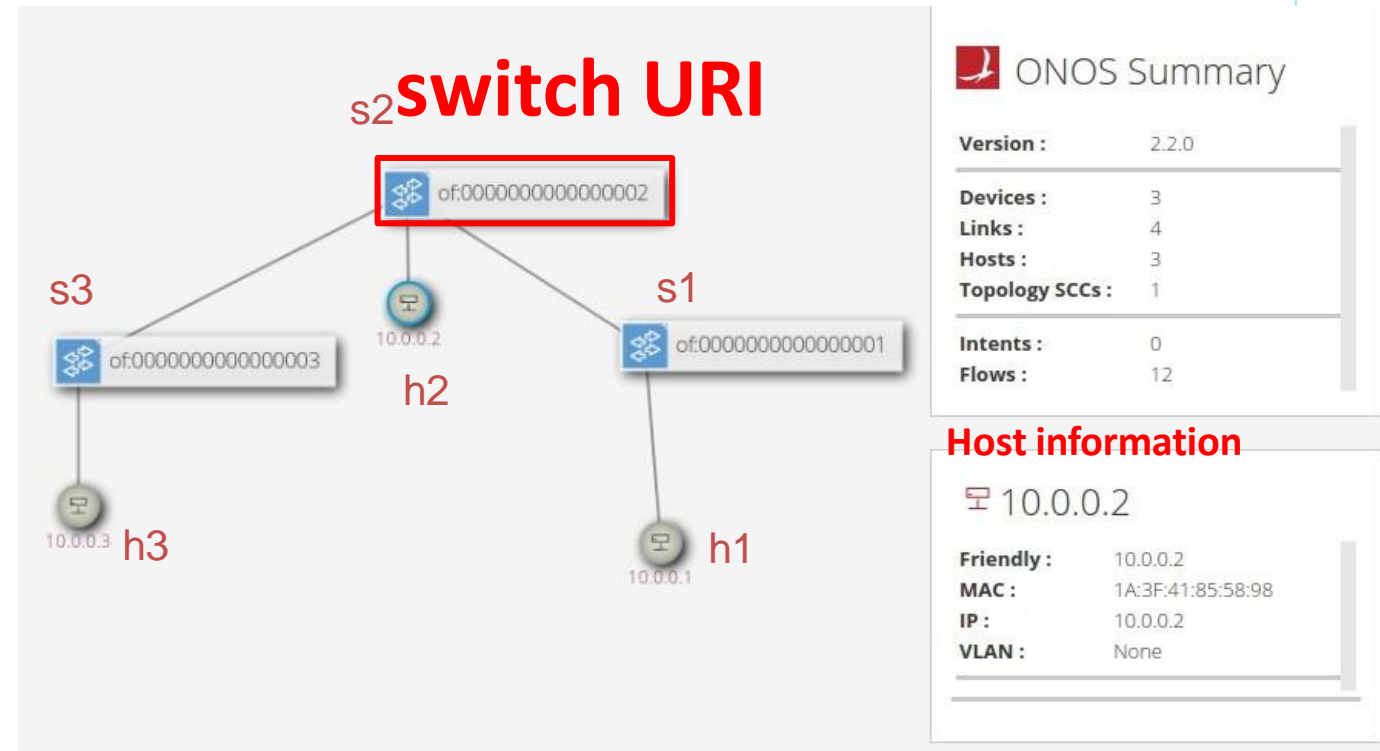 s2 switch URI
of:0000000000000002
s3
s1
10.0.0.2
of:0000000000000003
of:0000000000000001
h2
10.0.0.3
h3
h1
10.0.0.1
ONOS Summary
Version : 2.2.0
Devices : 3
Links : 4
Hosts : 3
Topology SCCs : 1
Intents : 0
Flows : 12
Host information
10.0.0.2
Friendly : 10.0.0.2
MAC : 1A:3F:41:85:58:98
IP : 10.0.0.2
VLAN : None